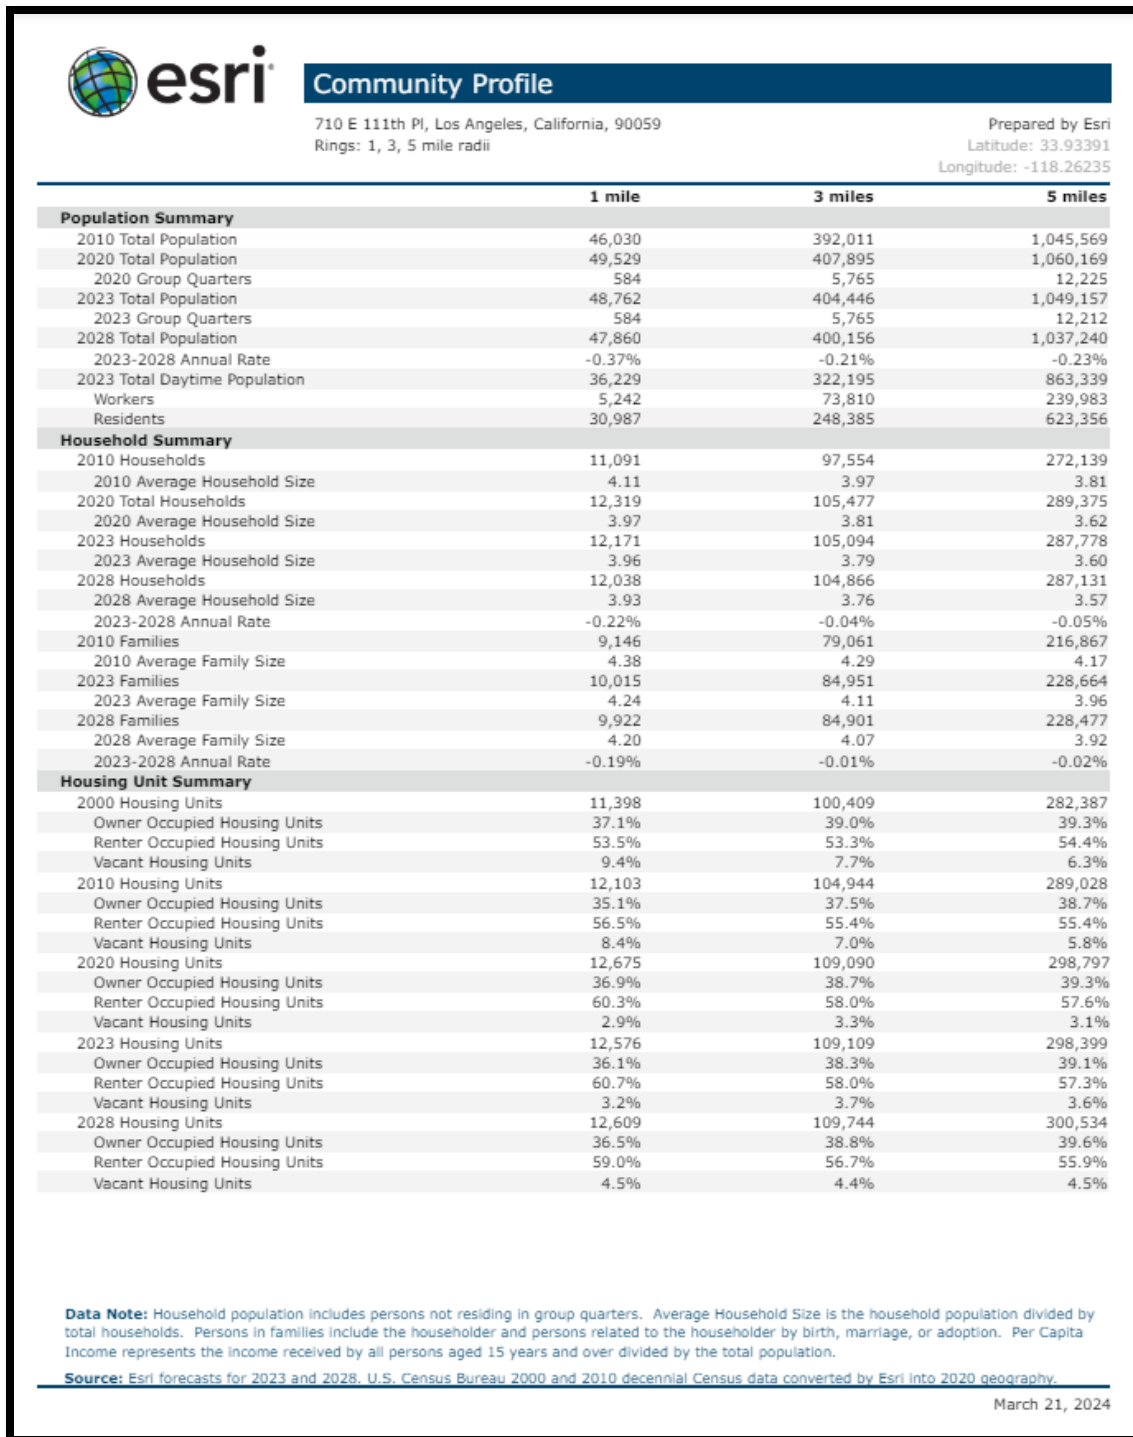 esri
Community Profile
710 E 111th Pl, Los Angeles, California, 90059 Prepared by Esri
Rings: 1, 3, 5 mile radii Latitude: 33.93391
Longitude: -118.26235
1 mile 3 miles 5 miles
Population Summary
2010 Total Population 46,030 392,011 1,045,569
2020 Total Population 49,529 407,895 1,060,169
2020 Group Quarters 584 5,765 12,225
2023 Total Population 48,762 404,446 1,049,157
2023 Group Quarters 584 5,765 12,212
2028 Total Population 47,860 400,156 1,037,240
2023-2028 Annual Rate -0.37% -0.21% -0.23%
2023 Total Daytime Population 36,229 322,195 863,339
Workers 5,242 73,810 239,983
Residents 30,987 248,385 623,356
Household Summary
2010 Households 11,091 97,554 272,139
2010 Average Household Size 4.11 3.97 3.81
2020 Total Households 12,319 105,477 289,375
2020 Average Household Size 3.97 3.81 3.62
2023 Households 12,171 105,094 287,778
2023 Average Household Size 3.96 3.79 3.60
2028 Households 12,038 104,866 287,131
2028 Average Household Size 3.93 3.76 3.57
2023-2028 Annual Rate -0.22% -0.04% -0.05%
2010 Families 9,146 79,061 216,867
2010 Average Family Size 4.38 4.29 4.17
2023 Families 10,015 84,951 228,664
2023 Average Family Size 4.24 4.11 3.96
2028 Families 9,922 84,901 228,477
2028 Average Family Size 4.20 4.07 3.92
2023-2028 Annual Rate -0.19% -0.01% -0.02%
Housing Unit Summary
2000 Housing Units 11,398 100,409 282,387
Owner Occupied Housing Units 37.1% 39.0% 39.3%
Renter Occupied Housing Units 53.5% 53.3% 54.4%
Vacant Housing Units 9.4% 7.7% 6.3%
2010 Housing Units 12,103 104,944 289,028
Owner Occupied Housing Units 35.1% 37.5% 38.7%
Renter Occupied Housing Units 56.5% 55.4% 55.4%
Vacant Housing Units 8.4% 7.0% 5.8%
2020 Housing Units 12,675 109,090 298,797
Owner Occupied Housing Units 36.9% 38.7% 39.3%
Renter Occupied Housing Units 60.3% 58.0% 57.6%
Vacant Housing Units 2.9% 3.3% 3.1%
2023 Housing Units 12,576 109,109 298,399
Owner Occupied Housing Units 36.1% 38.3% 39.1%
Renter Occupied Housing Units 60.7% 58.0% 57.3%
Vacant Housing Units 3.2% 3.7% 3.6%
2028 Housing Units 12,609 109,744 300,534
Owner Occupied Housing Units 36.5% 38.8% 39.6%
Renter Occupied Housing Units 59.0% 56.7% 55.9%
Vacant Housing Units 4.5% 4.4% 4.5%
Data Note: Household population includes persons not residing in group quarters. Average Household Size is the household population divided by
total households. Persons in families include the householder and persons related to the householder by birth, marriage, or adoption. Per Capita
Income represents the income received by all persons aged 15 years and over divided by the total population.
Source: Esri forecasts for 2023 and 2028. U.S. Census Bureau 2000 and 2010 decennial Census data converted by Esri into 2020 geography.
March 21, 2024